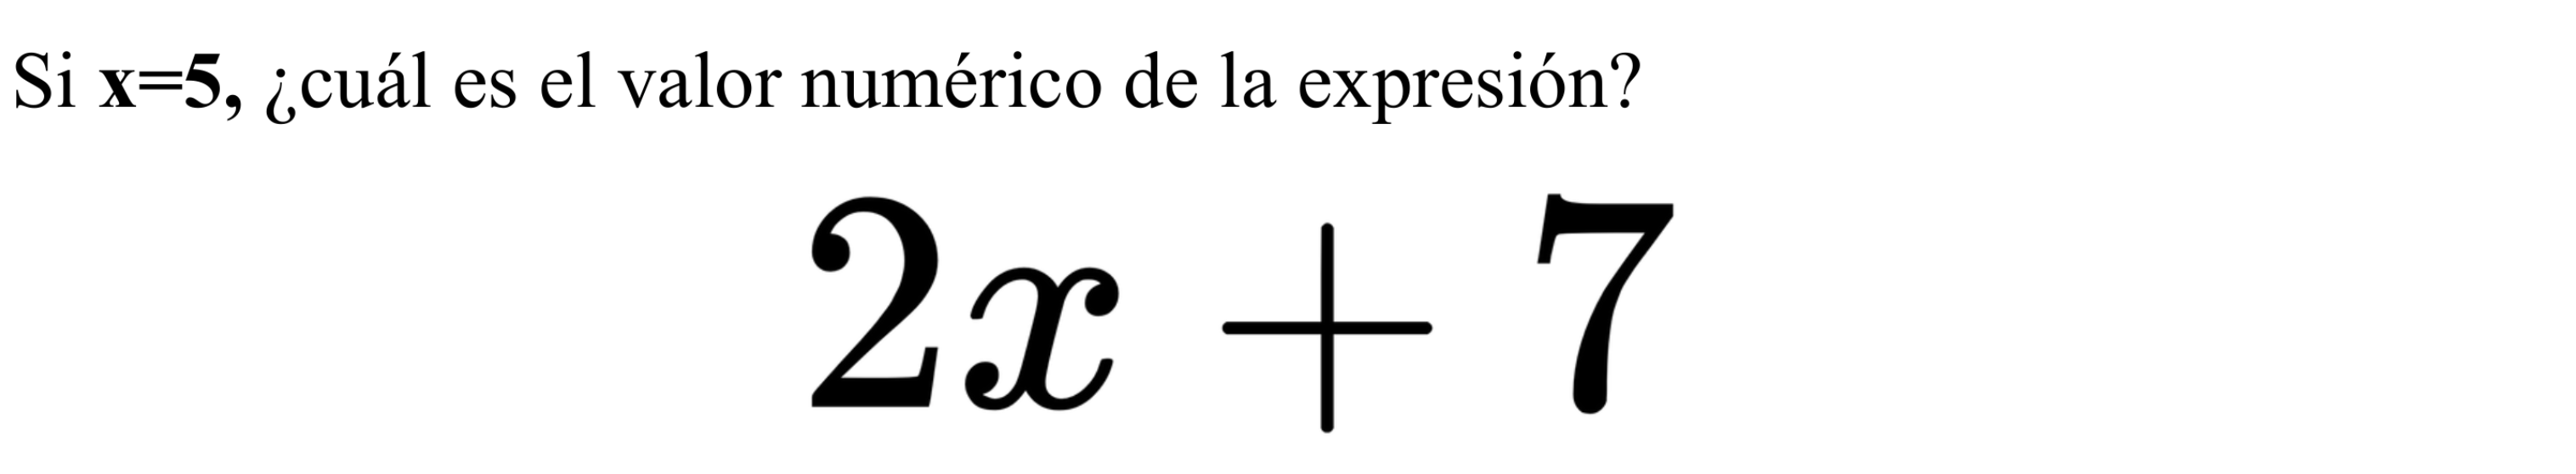 Si x=5, ¿cuál es el valor numérico de la expresión?
2x + 7